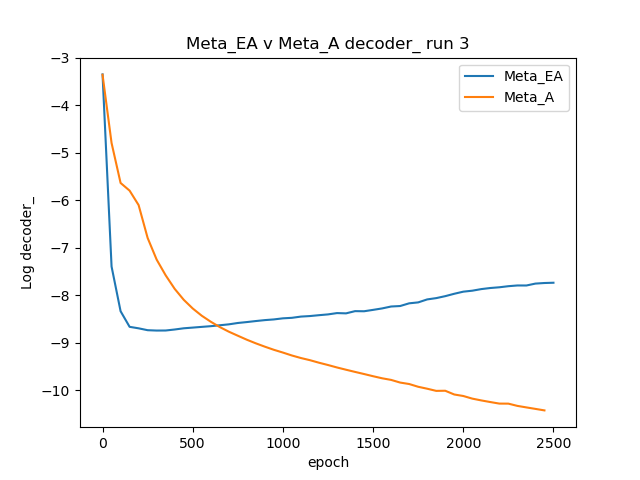 Meta_EA v Meta_A decoder_ run 3
Meta_EA
Meta_A
Log decoder_
−3
−4
−5
−6
−7
−8
−9
−10
0
500
1000
1500
2000
2500
epoch